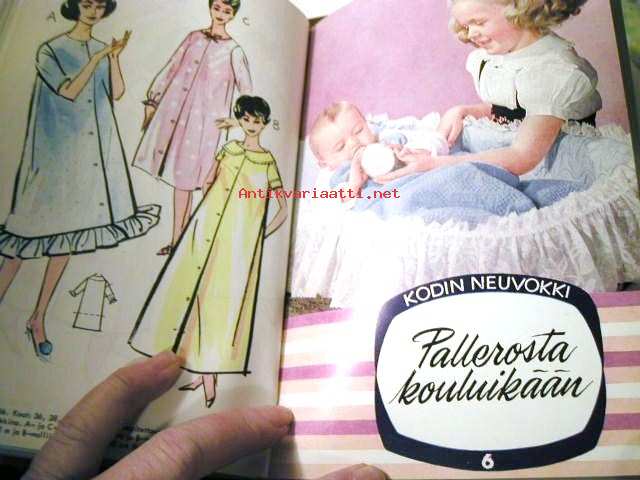 A
C
B
Antikvariaatti.net
KODIN NEUVOKKI
Pallerosta
kouluikään
6